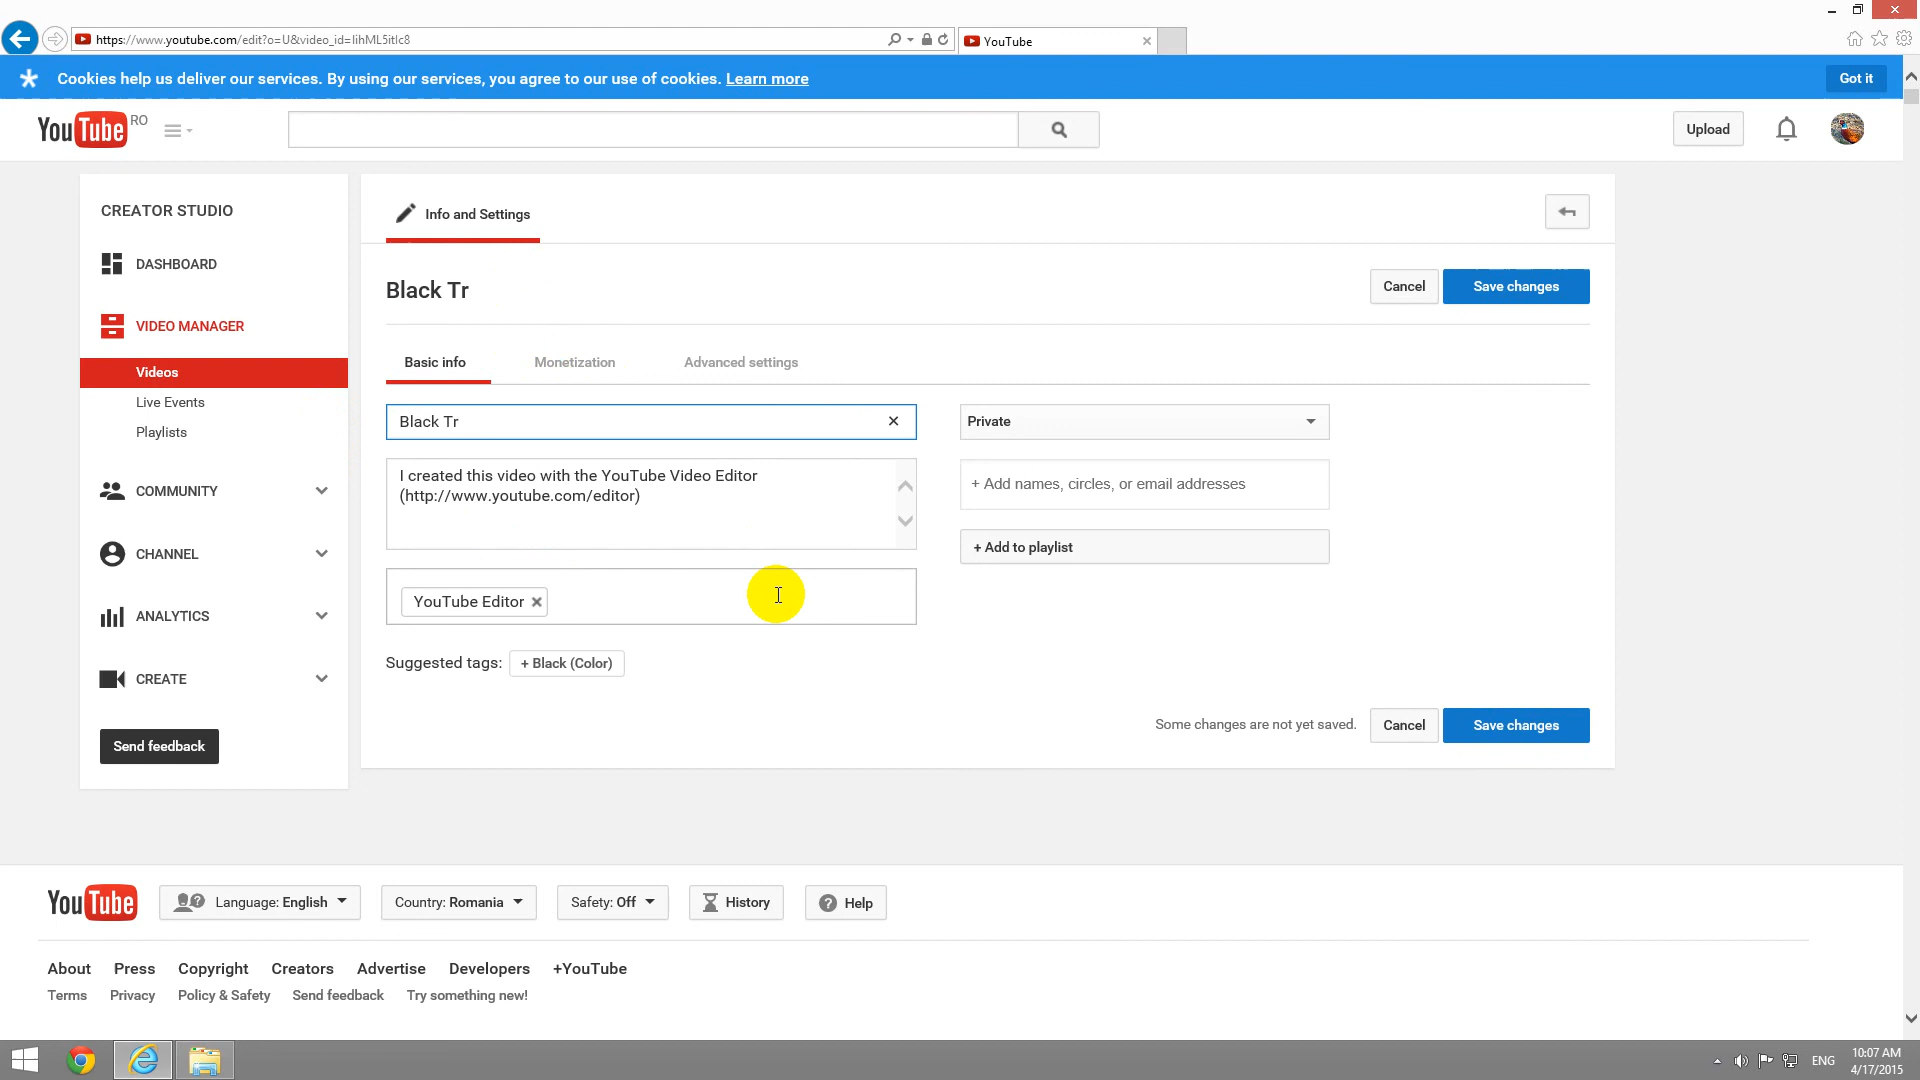 https://www.youtube.com/edit?o=U&video_id=IihML5itIc8
YouTube
Cookies help us deliver our services. By using our services, you agree to our use of cookies. Learn more
Got it
YouTube RO
Upload
CREATOR STUDIO
DASHBOARD
VIDEO MANAGER
Videos
Live Events
Playlists
COMMUNITY
CHANNEL
ANALYTICS
CREATE
Send feedback
Info and Settings
Black Tr
Cancel
Save changes
Basic info
Monetization
Advanced settings
Black Tr
I created this video with the YouTube Video Editor
(http://www.youtube.com/editor)
YouTube Editor
Suggested tags: + Black (Color)
Private
+ Add names, circles, or email addresses
+ Add to playlist
Some changes are not yet saved.
Cancel
Save changes
YouTube
Language: English
Country: Romania
Safety: Off
History
Help
About Press Copyright Creators Advertise Developers +YouTube
Terms Privacy Policy & Safety Send feedback Try something new!
ENG
10:07 AM
4/17/2015